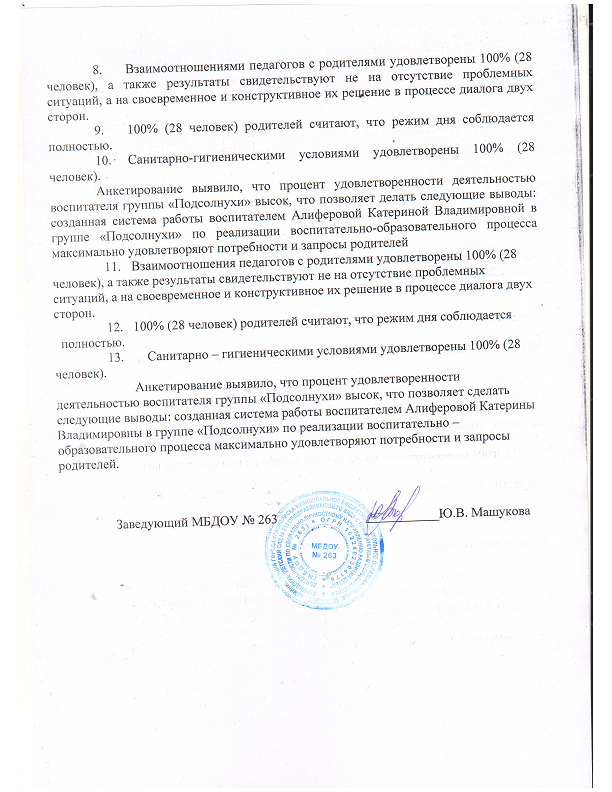 8. Взаимоотношениями педагогов с родителями удовлетворены 100% (28
человек), а также результаты свидетельствуют не на отсутствие проблемных
ситуаций, а на своевременное и конструктивное их решение в процессе диалога двух
сторон.
9. 100% (28 человек) родителей считают, что режим дня соблюдается
полностью.
10. Санитарно-гигиеническими условиями удовлетворены 100% (28
человек).
Анкетирование выявило, что процент удовлетворенности деятельностью
воспитателя группы «Подсолнухи» высок, что позволяет делать следующие выводы:
созданная система работы воспитателем Алиферовой Катериной Владимировной в
группе «Подсолнухи» по реализации воспитательно-образовательного процесса
максимально удовлетворяют потребности и запросы родителей
11. Взаимоотношения педагогов с родителями удовлетворены 100% (28
человек), а также результаты свидетельствуют не на отсутствие проблемных
ситуаций, а на своевременное и конструктивное их решение в процессе диалога двух
сторон.
12. 100% (28 человек) родителей считают, что режим дня соблюдается
полностью.
13. Санитарно – гигиеническими условиями удовлетворены 100% (28
человек).
Анкетирование выявило, что процент удовлетворенности
деятельностью воспитателя группы «Подсолнухи» высок, что позволяет сделать
следующие выводы: созданная система работы воспитателем Алиферовой Катерины
Владимировны в группе «Подсолнухи» по реализации воспитательно –
образовательного процесса максимально удовлетворяют потребности и запросы
родителей.
Заведующий МБДОУ № 263 Ю.В. Машукова
МБДОУ
№ 263